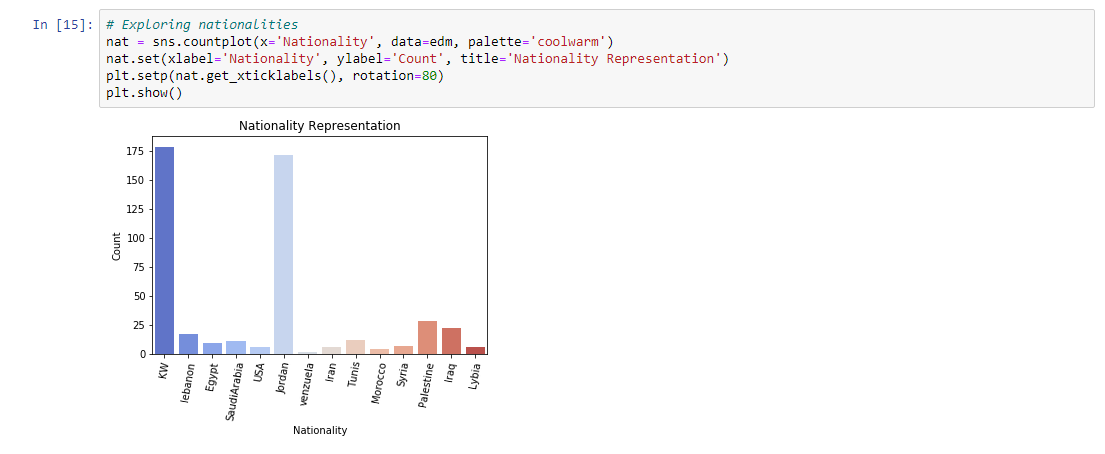 In [15]:
# Exploring nationalities
nat = sns.countplot(x='Nationality', data=edm, palette='coolwarm')
nat.set(xlabel='Nationality', ylabel='Count', title='Nationality Representation')
plt.setp(nat.get_xticklabels(), rotation=80)
plt.show()
Nationality Representation
175
150
125
100
75
50
25
0
Count
KW
lebanon
Egypt
SaudiArabia
USA
Jordan
venzuela
Iran
Tunis
Morocco
Syria
Palestine
Iraq
Lybia
Nationality